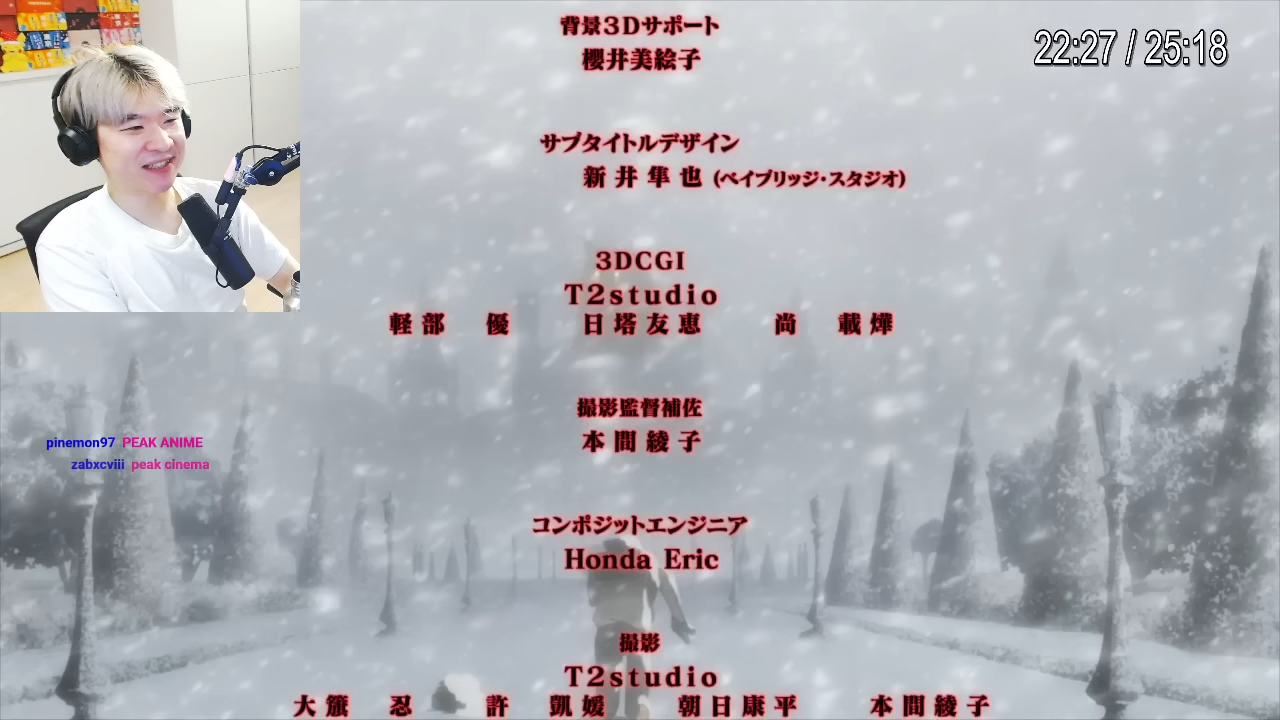 背景3Dサポート
櫻井美絵子
22:27 / 25:18
サブタイトルデザイン
新井隼也 (ベイブリッジ・スタジオ)
3DCGI
T2studio
軽部 優 日塔友恵 尚 載燁
撮影監督補佐
本間綾子
pinemon97 PEAK ANIME
zabxcviii peak cinema
コンポジットエンジニア
Honda Eric
撮影
T2studio
大籏 忍 許 凱媛 朝日康平 本間綾子